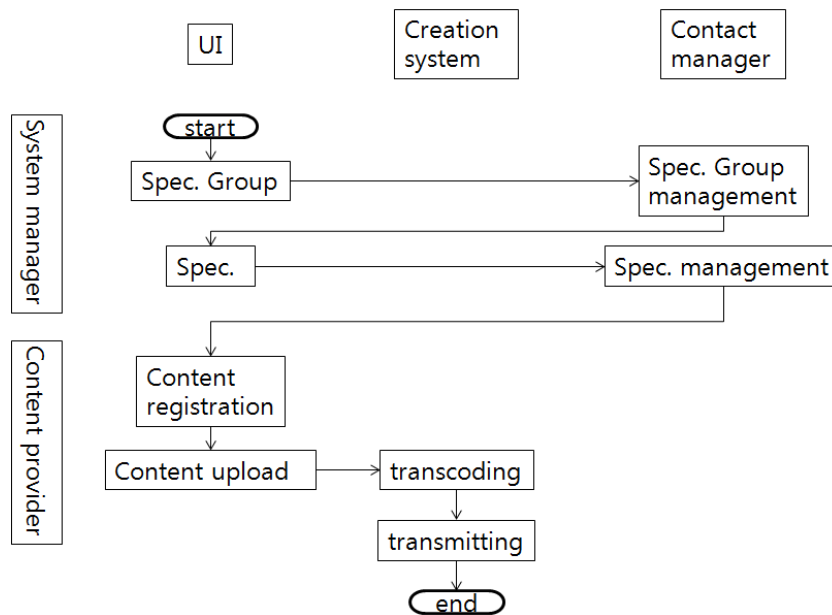 UI
Creation
system
Contact
manager
System manager
start
Spec. Group
Spec. Group
management
Spec.
Spec. management
Content provider
Content
registration
Content upload
transcoding
transmitting
end